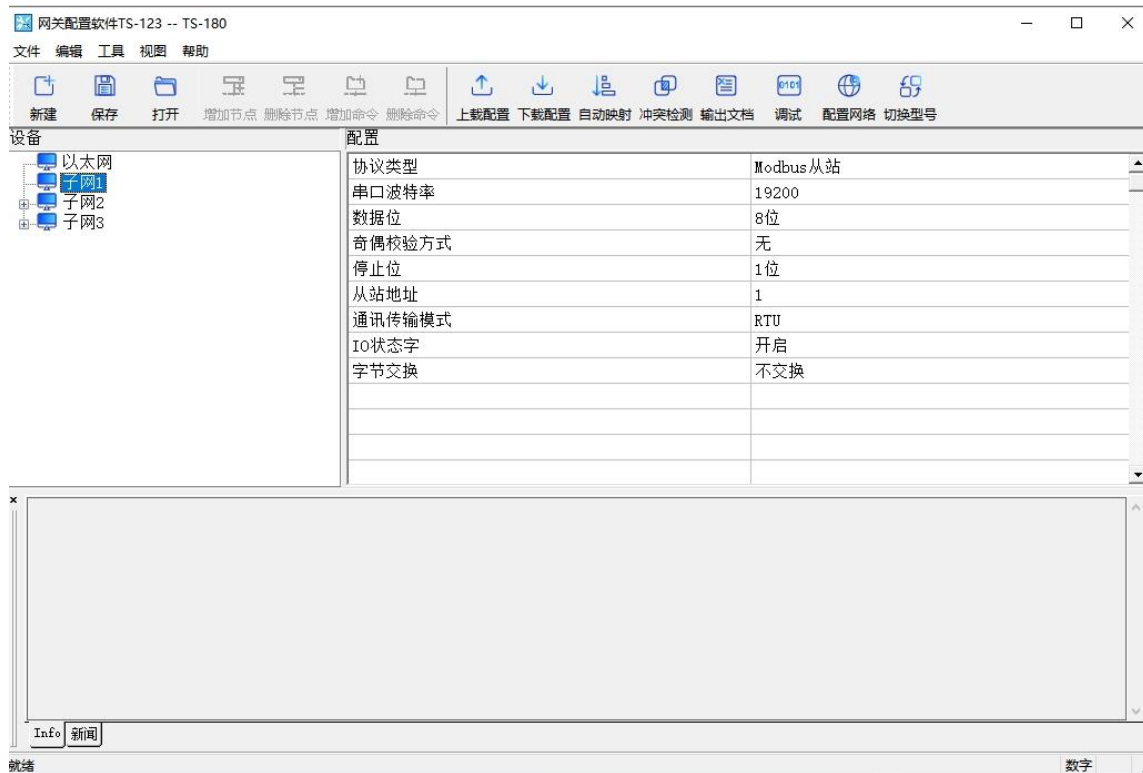 网关配置软件TS-123 -- TS-180
文件 编辑 工具 视图 帮助
新建 保存 打开 增加节点 删除节点 增加命令 删除命令 上载配置 下载配置 自动映射 冲突检测 输出文档 调试 配置网络 切换型号
0101
设备
以太网
子网1
子网2
子网3
配置
协议类型 Modbus从站
串口波特率 19200
数据位 8位
奇偶校验方式 无
停止位 1位
从站地址 1
通讯传输模式 RTU
IO状态字 开启
字节交换 不交换
Info 新闻
就绪 数字